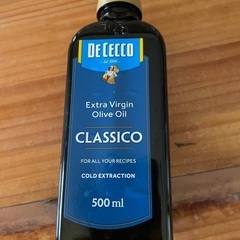 DE CECCO
Extra Virgin
Olive Oil
CLASSICO
FOR ALL YOUR RECIPES
COLD EXTRACTION
500 ml